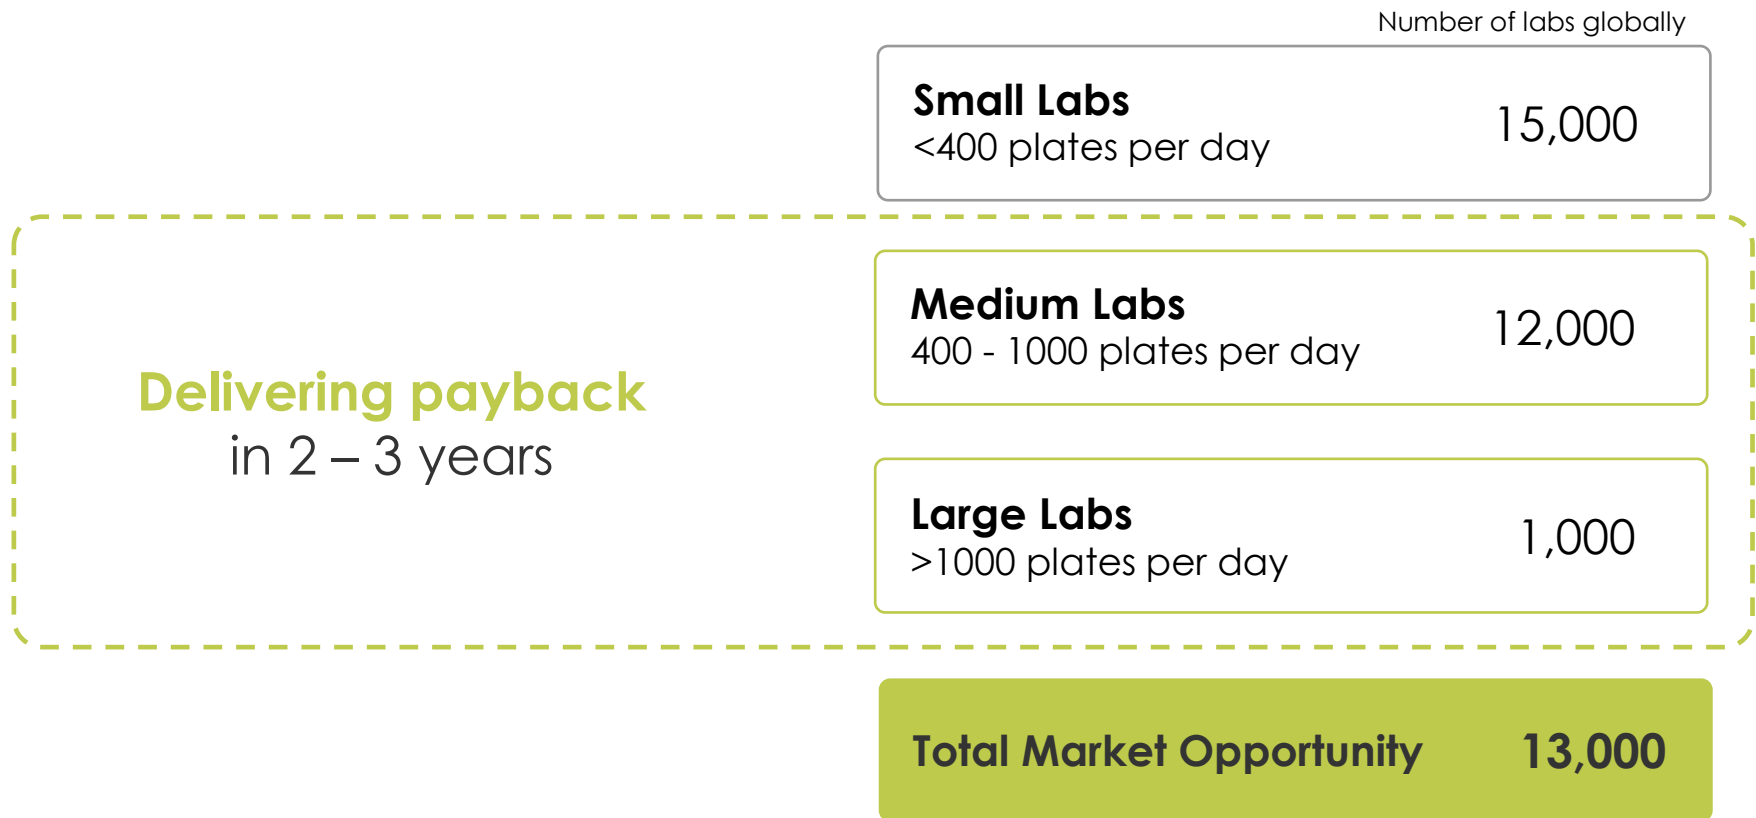 Number of labs globally
Small Labs
<400 plates per day
15,000
Medium Labs
400 - 1000 plates per day
12,000
Delivering payback
in 2 – 3 years
Large Labs
>1000 plates per day
1,000
Total Market Opportunity
13,000